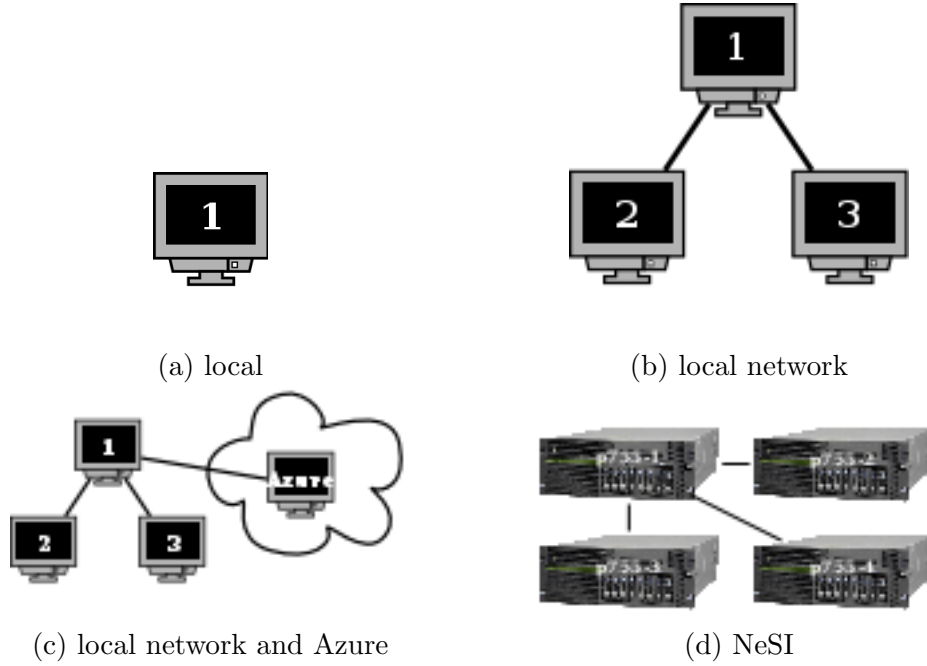 1
1
2
3
(a) local
(b) local network
1
Azure
2
3
p755-1
p755-2
p755-3
p755-4
(c) local network and Azure
(d) NeSI